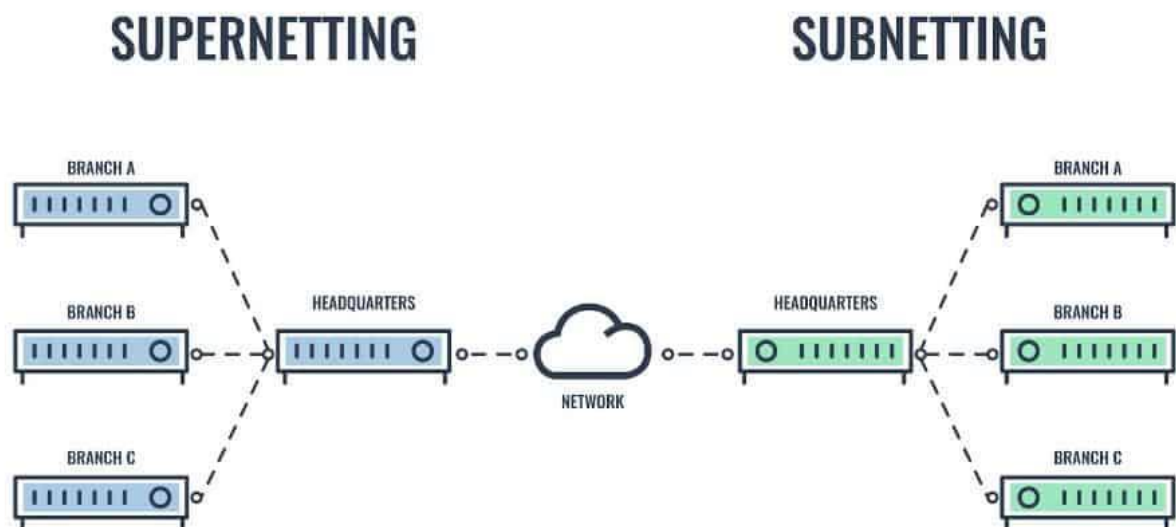 SUPERNETTING
SUBNETTING
BRANCH A
BRANCH A
BRANCH B
HEADQUARTERS
HEADQUARTERS
BRANCH B
NETWORK
BRANCH C
BRANCH C